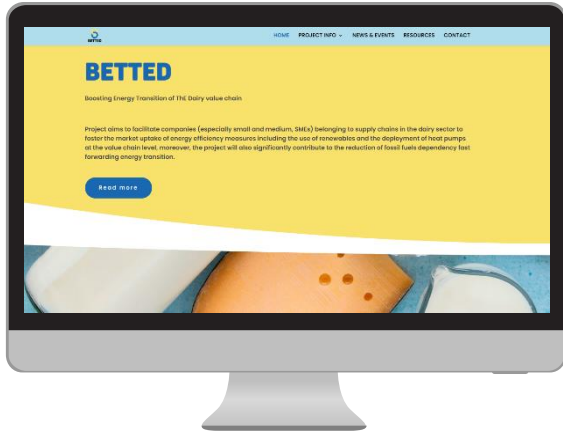 BETTED
HOME PROJECT INFO NEWS & EVENTS RESOURCES CONTACT
BETTED
Boosting Energy Transition of ThE Dairy value chain
Project aims to facilitate companies (especially small and medium, SMEs) belonging to supply chains in the dairy sector to
foster the market uptake of energy efficiency measures including the use of renewables and the deployment of heat pumps
at the value chain level, moreover, the project will also significantly contribute to the reduction of fossil fuels dependency fast
forwarding energy transition.
Read more